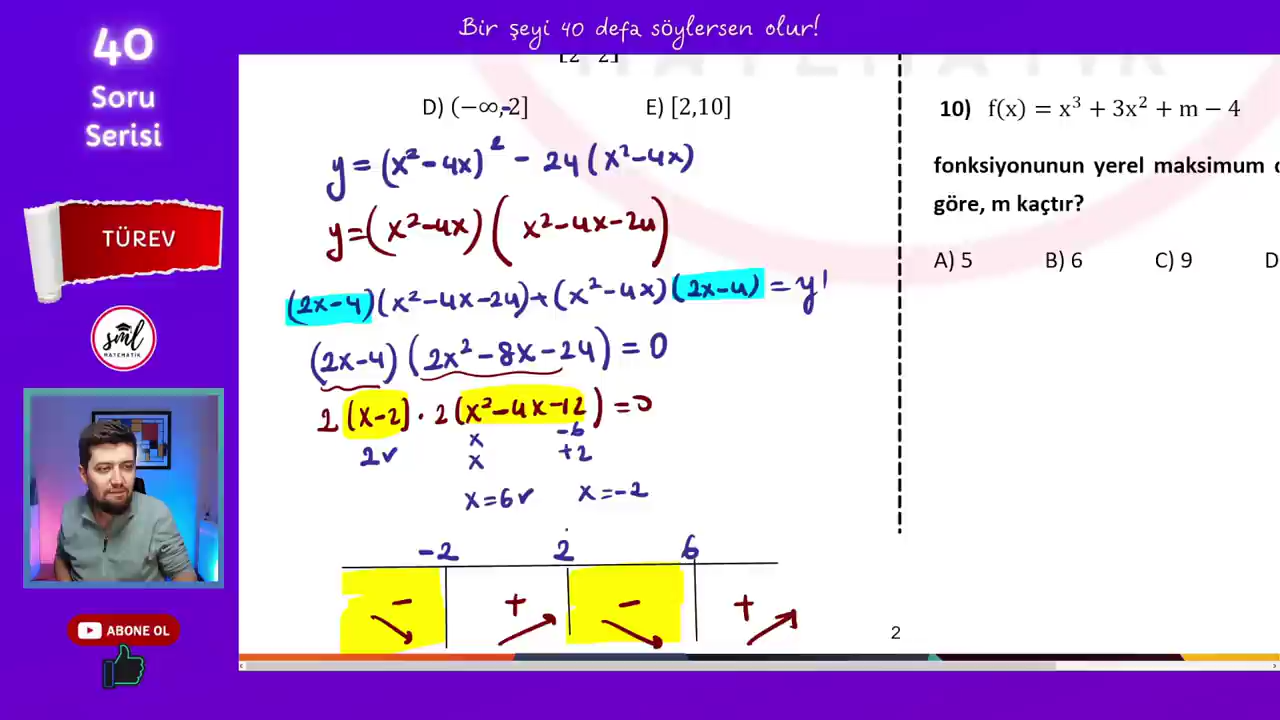 Bir şeyi 40 defa söylersen olur!
40
Soru
Serisi
TÜREV
sml
MATEMATİK
ABONE OL
D) (−∞,-2]
E) [2,10]
y = (x² − 4x)² − 24 (x² − 4x)
y = (x² − 4x) (x² − 4x − 24)
(2x − 4) (x² − 4x − 24) + (x² − 4x) (2x − 4) = y'
(2x − 4) (2x² − 8x − 24) = 0
2 (x − 2) · 2 (x² − 4x − 12) = 0
x −6
2✓ x +2
x = 6✓ x = −2
−2 2 6
− + − +
10) f(x) = x³ + 3x² + m − 4
fonksiyonunun yerel maksimum
göre, m kaçtır?
A) 5 B) 6 C) 9 D
2